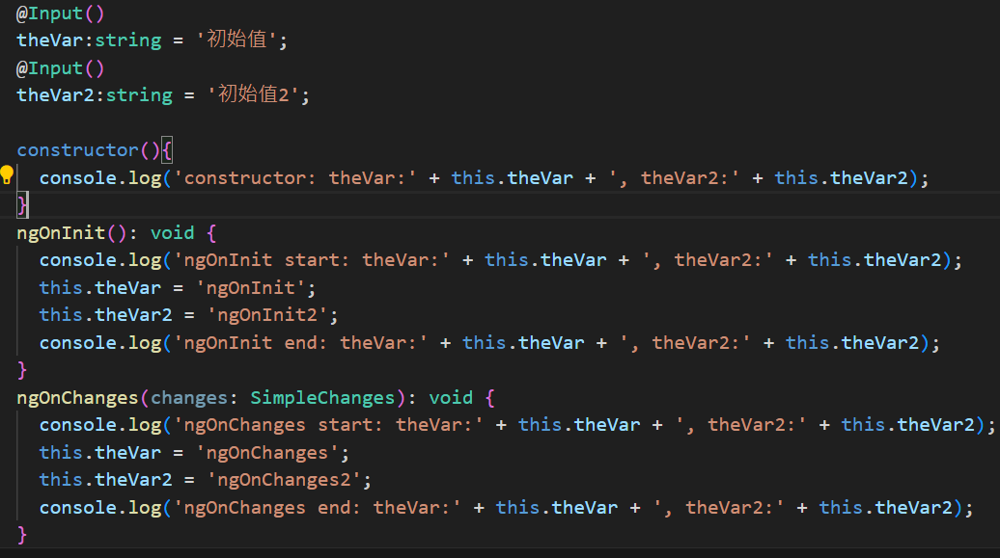 @Input()
theVar:string = '初始值';
@Input()
theVar2:string = '初始值2';
constructor(){
console.log('constructor: theVar:' + this.theVar + ', theVar2:' + this.theVar2);
}
ngOnInit(): void {
console.log('ngOnInit start: theVar:' + this.theVar + ', theVar2:' + this.theVar2);
this.theVar = 'ngOnInit';
this.theVar2 = 'ngOnInit2';
console.log('ngOnInit end: theVar:' + this.theVar + ', theVar2:' + this.theVar2);
}
ngOnChanges(changes: SimpleChanges): void {
console.log('ngOnChanges start: theVar:' + this.theVar + ', theVar2:' + this.theVar2);
this.theVar = 'ngOnChanges';
this.theVar2 = 'ngOnChanges2';
console.log('ngOnChanges end: theVar:' + this.theVar + ', theVar2:' + this.theVar2);
}